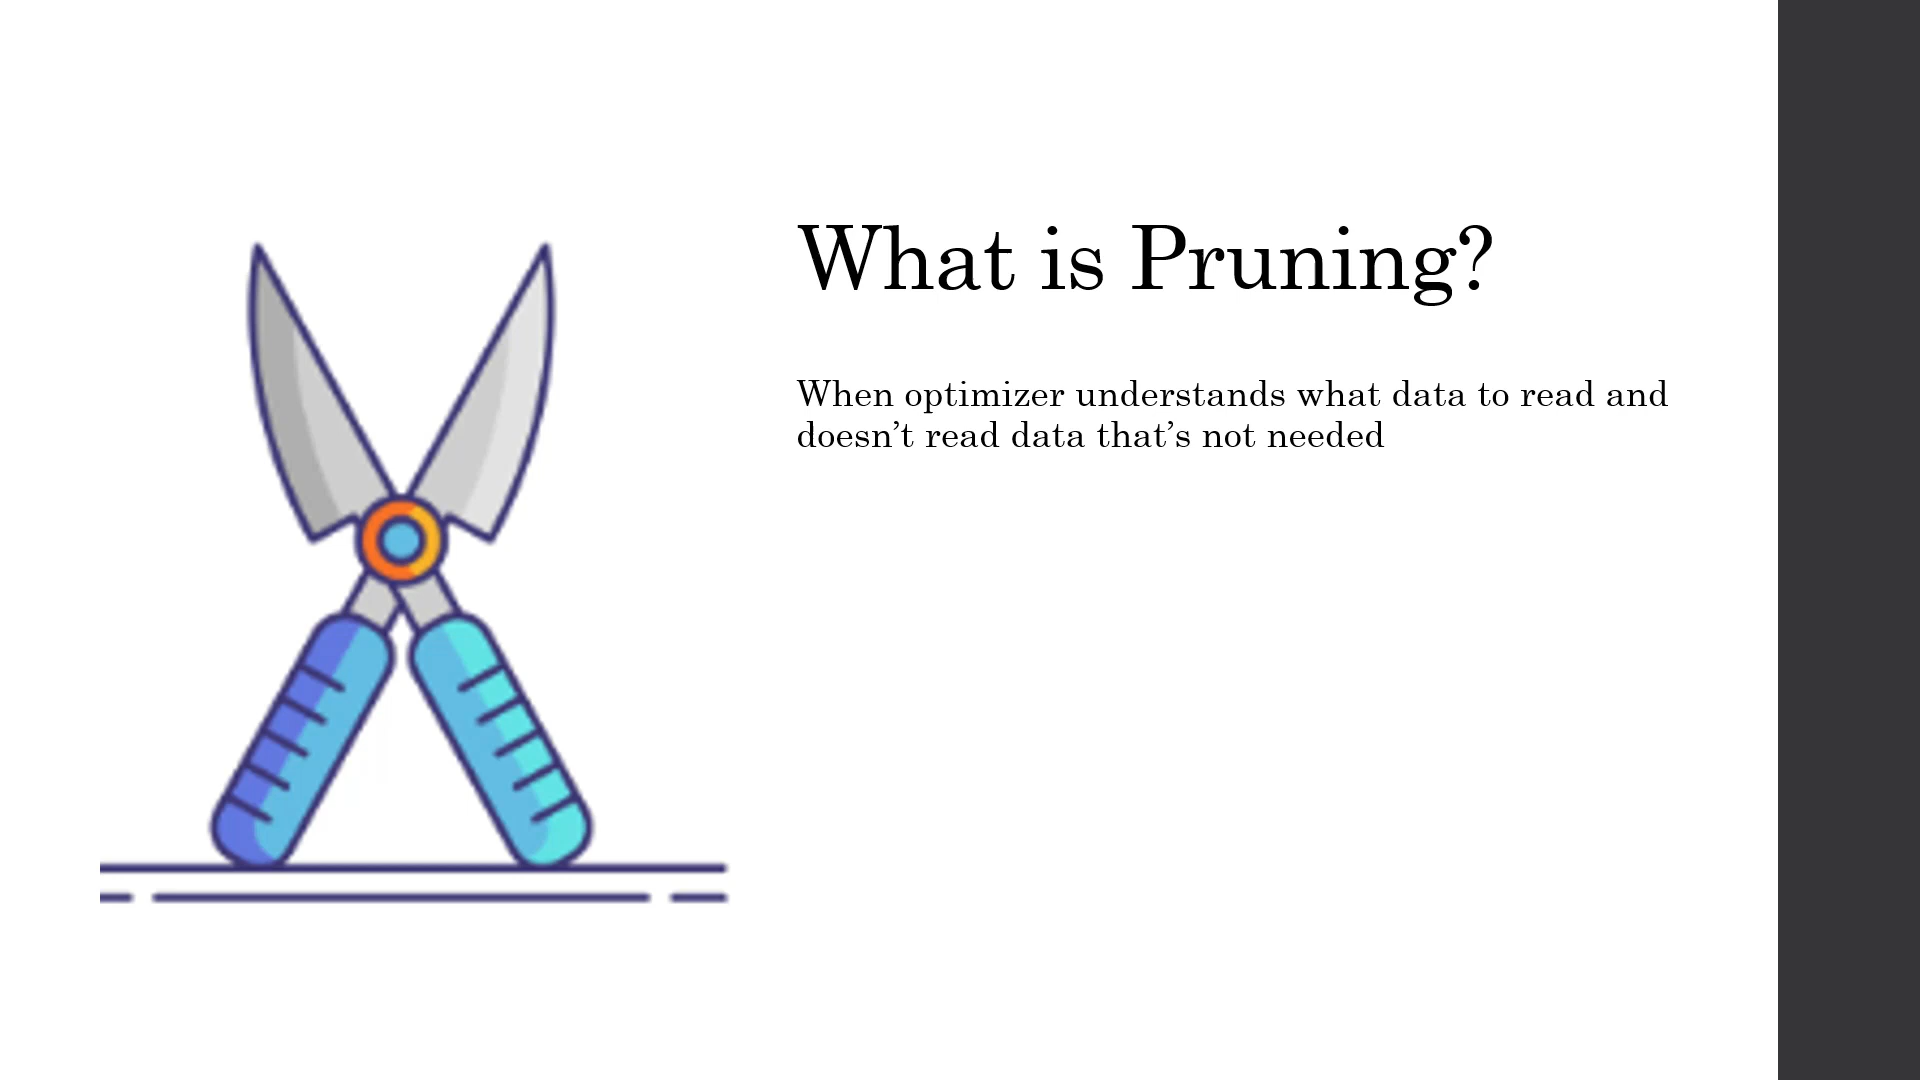 What is Pruning?
When optimizer understands what data to read and
doesn’t read data that’s not needed